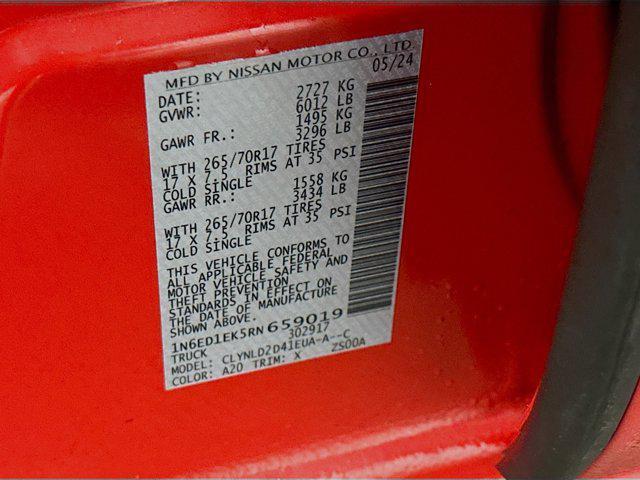 MFD BY NISSAN MOTOR CO., LTD
DATE: 05/24
GVWR: 2727 KG
6012 LB
GAWR FR.: 1495 KG
3296 LB
WITH 265/70R17 TIRES
17 X 7.5 RIMS AT 35 PSI
COLD SINGLE
GAWR RR.: 1558 KG
3434 LB
WITH 265/70R17 TIRES
17 X 7.5 RIMS AT 35 PSI
COLD SINGLE
THIS VEHICLE CONFORMS TO
ALL APPLICABLE FEDERAL
MOTOR VEHICLE SAFETY AND
THEFT PREVENTION
STANDARDS IN EFFECT ON
THE DATE OF MANUFACTURE
SHOWN ABOVE.
1N6ED1EK5RN659019
TRUCK 302917
MODEL: CLYNLD2D41EUA-A--C
COLOR: A20 TRIM: X ZS00A